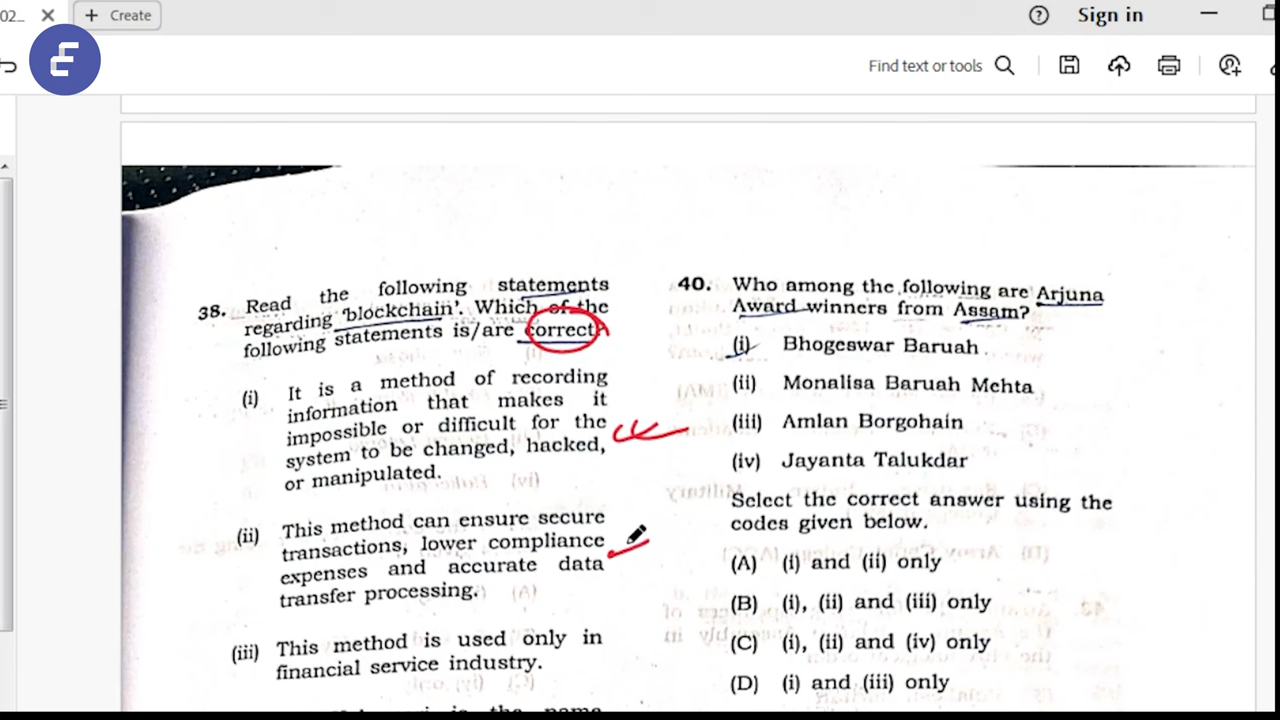 02...
Create
Sign in
Find text or tools
38. Read the following statements
regarding 'blockchain'. Which of the
following statements is/are correct
(i) It is a method of recording
information that makes it
impossible or difficult for the
system to be changed, hacked,
or manipulated.
(ii) This method can ensure secure
transactions, lower compliance
expenses and accurate data
transfer processing.
(iii) This method is used only in
financial service industry.
is the name
40. Who among the following are Arjuna
Award winners from Assam?
(i) Bhogeswar Baruah
(ii) Monalisa Baruah Mehta
(iii) Amlan Borgohain
(iv) Jayanta Talukdar
Select the correct answer using the
codes given below.
(A) (i) and (ii) only
(B) (i), (ii) and (iii) only
(C) (i), (ii) and (iv) only
(D) (i) and (iii) only